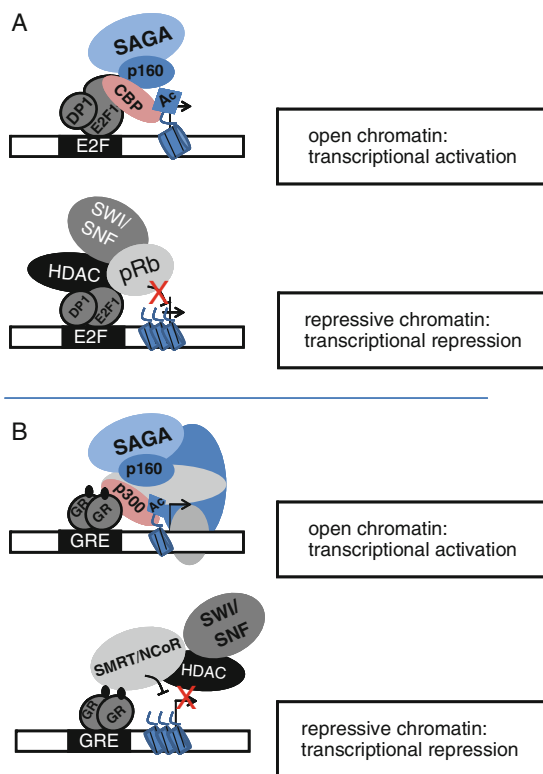 A
SAGA
p160
CBP
Ac
DP1
E2F1
E2F
open chromatin:
transcriptional activation
SWI/
SNF
HDAC
pRb
X
DP1
E2F1
E2F
repressive chromatin:
transcriptional repression
B
SAGA
p160
p300
Ac
GR
GR
GRE
open chromatin:
transcriptional activation
SWI/
SNF
SMRT/NCoR
HDAC
X
GR
GR
GRE
repressive chromatin:
transcriptional repression